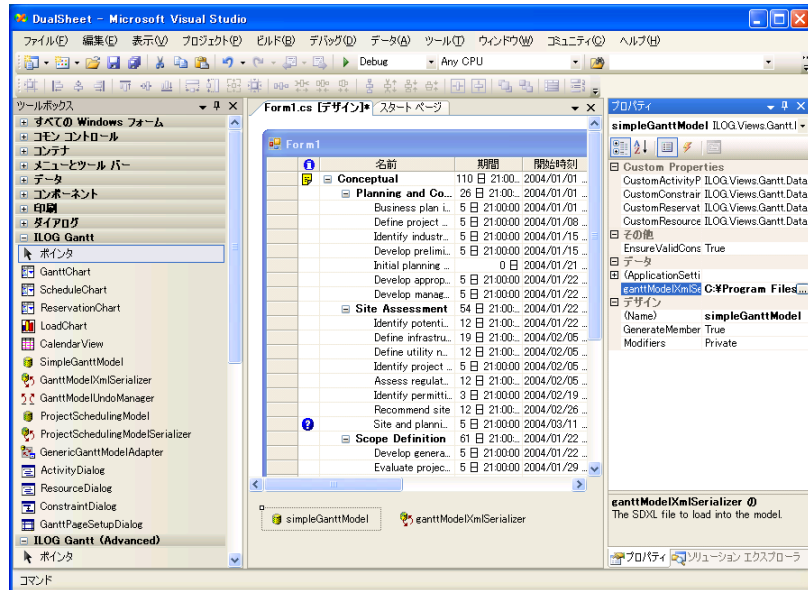 DualSheet - Microsoft Visual Studio
ファイル(F) 編集(E) 表示(V) プロジェクト(P) ビルド(B) デバッグ(D) データ(A) ツール(T) ウィンドウ(W) コミュニティ(C) ヘルプ(H)
Debug Any CPU
ツールボックス
すべての Windows フォーム
コモン コントロール
コンテナ
メニューとツール バー
データ
コンポーネント
印刷
ダイアログ
ILOG Gantt
ポインタ
GanttChart
ScheduleChart
ReservationChart
LoadChart
CalendarView
SimpleGanttModel
GanttModelXmlSerializer
GanttModelUndoManager
ProjectSchedulingModel
ProjectSchedulingModelSerializer
GenericGanttModelAdapter
ActivityDialog
ResourceDialog
ConstraintDialog
GanttPageSetupDialog
ILOG Gantt (Advanced)
ポインタ
Form1.cs [デザイン]* スタート ページ
Form1
名前 期間 開始時刻
Conceptual 110 日 21:00... 2004/01/01 ...
Planning and Co... 26 日 21:00:... 2004/01/01 ...
Business plan i... 5 日 21:00:00 2004/01/01 ...
Define project ... 5 日 21:00:00 2004/01/08 ...
Identify industr... 5 日 21:00:00 2004/01/15 ...
Develop prelimi... 5 日 21:00:00 2004/01/15 ...
Initial planning ... 0 日 2004/01/21 ...
Develop approp... 5 日 21:00:00 2004/01/22 ...
Develop manag... 5 日 21:00:00 2004/01/22 ...
Site Assessment 54 日 21:00:... 2004/01/22 ...
Identify potenti... 12 日 21:00:... 2004/01/22 ...
Define infrastru... 19 日 21:00:... 2004/02/05 ...
Define utility n... 12 日 21:00:... 2004/02/05 ...
Identify project ... 5 日 21:00:00 2004/02/05 ...
Assess regulat... 12 日 21:00:... 2004/02/05 ...
Identify permitti... 3 日 21:00:00 2004/02/19 ...
Recommend site 12 日 21:00:... 2004/02/26 ...
Site and planni... 5 日 21:00:00 2004/03/11 ...
Scope Definition 61 日 21:00:... 2004/01/22 ...
Develop genera... 5 日 21:00:00 2004/01/22 ...
Evaluate projec... 5 日 21:00:00 2004/01/29 ...
simpleGanttModel ganttModelXmlSerializer
プロパティ
simpleGanttModel ILOG.Views.Gantt.I
Custom Properties
CustomActivityP ILOG.Views.Gantt.Data
CustomConstrain ILOG.Views.Gantt.Data
CustomReservat ILOG.Views.Gantt.Data
CustomResource ILOG.Views.Gantt.Data
その他
EnsureValidCons True
データ
(ApplicationSetti
ganttModelXmlSe C:¥Program Files...
デザイン
(Name) simpleGanttModel
GenerateMember True
Modifiers Private
ganttModelXmlSerializer の
The SDXL file to load into the model.
プロパティ ソリューション エクスプローラ
コマンド